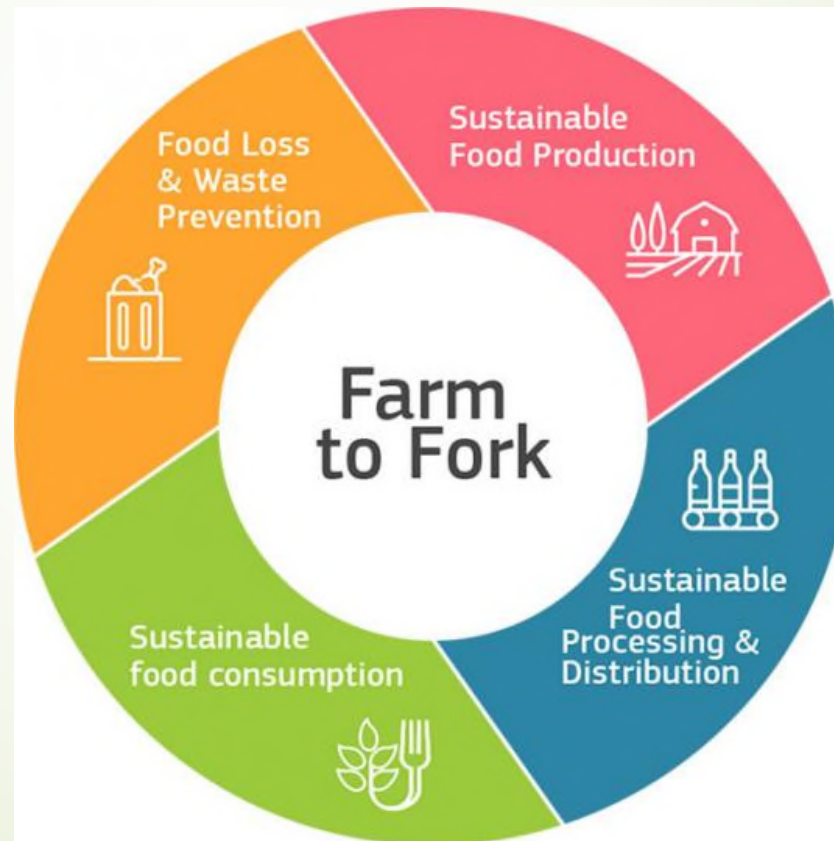 Food Loss
& Waste
Prevention
Sustainable
Food Production
Farm
to Fork
Sustainable
Food
Processing &
Distribution
Sustainable
food consumption